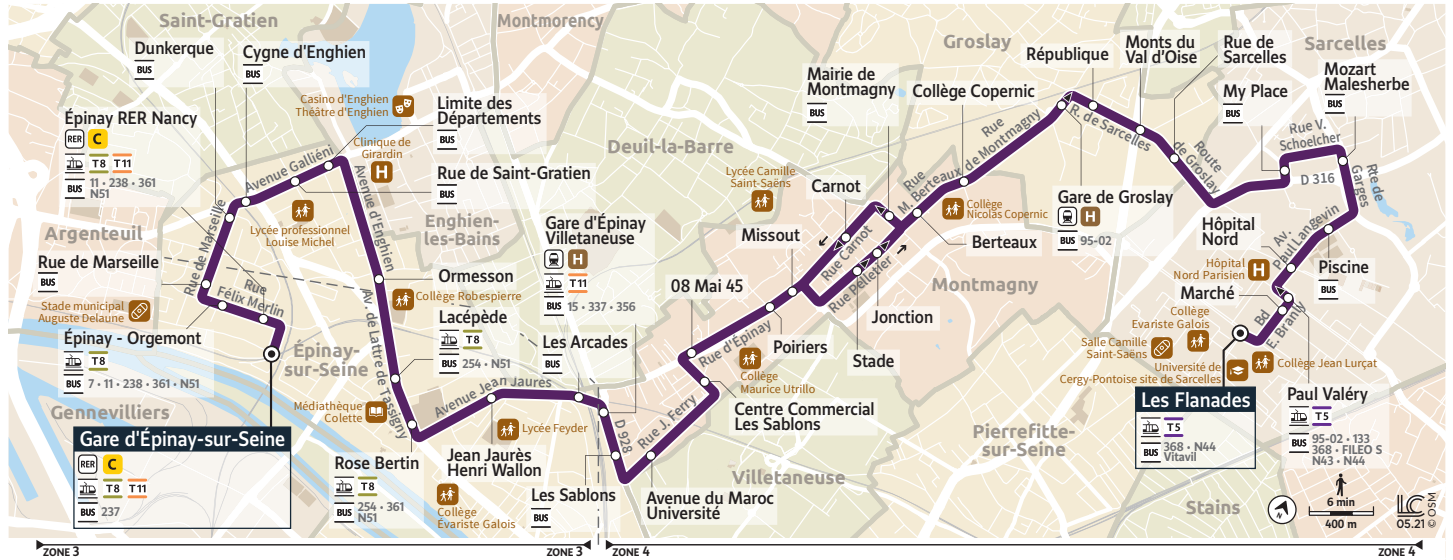 Saint-Gratien
Montmorency
Groslay
Sarcelles
Deuil-la-Barre
Argenteuil
Enghien-
les-Bains
Épinay-
sur-Seine
Gennevilliers
Montmagny
Villetaneuse
Pierrefitte-
sur-Seine
Stains
Dunkerque
BUS
Cygne d'Enghien
BUS
Épinay RER Nancy
RER C
T8 T11
BUS 11 • 238 • 361
N51
Casino d'Enghien
Théâtre d'Enghien
Clinique de
Girardin
H
Limite des
Départements
BUS
Rue de Saint-Gratien
BUS
Avenue Galliéni
Lycée professionnel
Louise Michel
Rue de Marseille
BUS
Rue de Marseille
Rue
Félix Merlin
Stade municipal
Auguste Delaune
Épinay - Orgemont
T8
BUS 7 • 11 • 238 • 361 • N51
Gare d'Épinay-sur-Seine
RER C
T8 T11
BUS 237
Avenue d'Enghien
Ormesson
Collège Robespierre
Av. de Lattre de Tassigny
Lacépède
T8
BUS 254 • N51
Médiathèque
Colette
Rose Bertin
T8
BUS 254 • 361
N51
Avenue Jean Jaurès
Lycée Feyder
Jean Jaurès
Henri Wallon
Collège
Évariste Galois
Les Arcades
BUS
Gare d'Épinay
Villetaneuse
H
T11
BUS 15 • 337 • 356
D 928
Les Sablons
BUS
Rue J. Ferry
Avenue du Maroc
Université
Centre Commercial
Les Sablons
08 Mai 45
Rue d'Épinay
Collège
Maurice Utrillo
Poiriers
Missout
Lycée Camille
Saint-Saëns
Carnot
Rue Carnot
Rue Pelletier
Stade
Jonction
Mairie de
Montmagny
BUS
Berteaux
Rue
M. Berteaux
Collège Copernic
Collège
Nicolas Copernic
Rue
de Montmagny
Gare de Groslay
H
BUS 95-02
République
R. de Sarcelles
Monts du
Val d'Oise
Rue de
Sarcelles
Route
de Groslay
My Place
BUS
Rue V.
Schoelcher
D 316
Mozart
Malesherbe
BUS
Rte de
Garges
Piscine
BUS
Av.
Paul Langevin
Hôpital
Nord
Hôpital
Nord Parisien
H
Marché
Bd
E. Branly
Collège
Evariste Galois
Salle Camille
Saint-Saëns
Université de
Cergy-Pontoise site de Sarcelles
Collège Jean Lurçat
Les Flanades
T5
BUS 368 • N44
Vitavil
Paul Valéry
T5
BUS 95-02 • 133
368 • FILEO S
N43 • N44
6 min
400 m
LC
05.21 © OSM
ZONE 3
ZONE 3
ZONE 4
ZONE 4